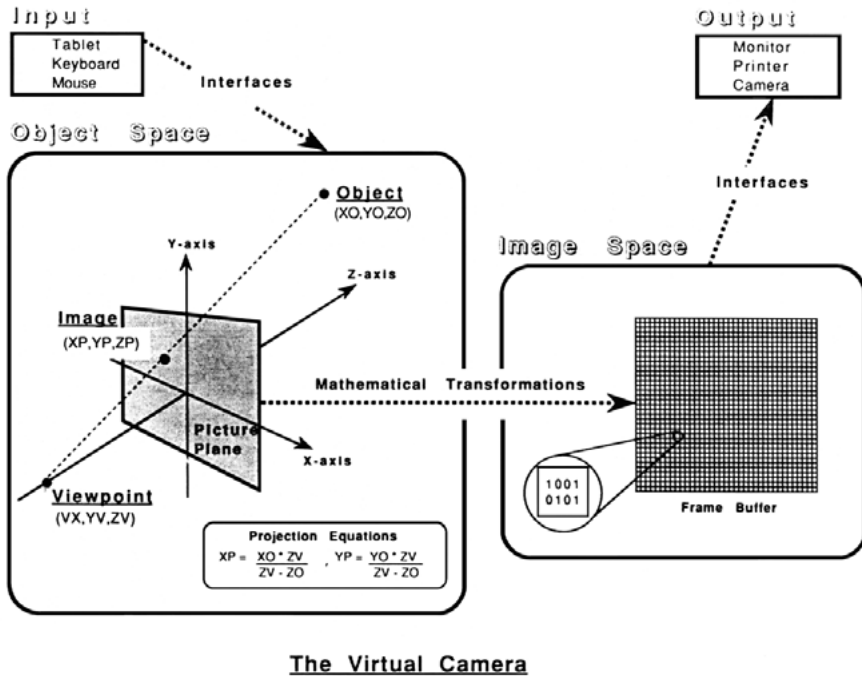 Input
Tablet
Keyboard
Mouse
Interfaces
Output
Monitor
Printer
Camera
Interfaces
Object Space
Object
(XO,YO,ZO)
Y-axis
Z-axis
Image
(XP,YP,ZP)
Picture
Plane
X-axis
Viewpoint
(VX,YV,ZV)
Projection Equations
XP = XO * ZV / ZV - ZO , YP = YO * ZV / ZV - ZO
Mathematical Transformations
Image Space
1001
0101
Frame Buffer
The Virtual Camera